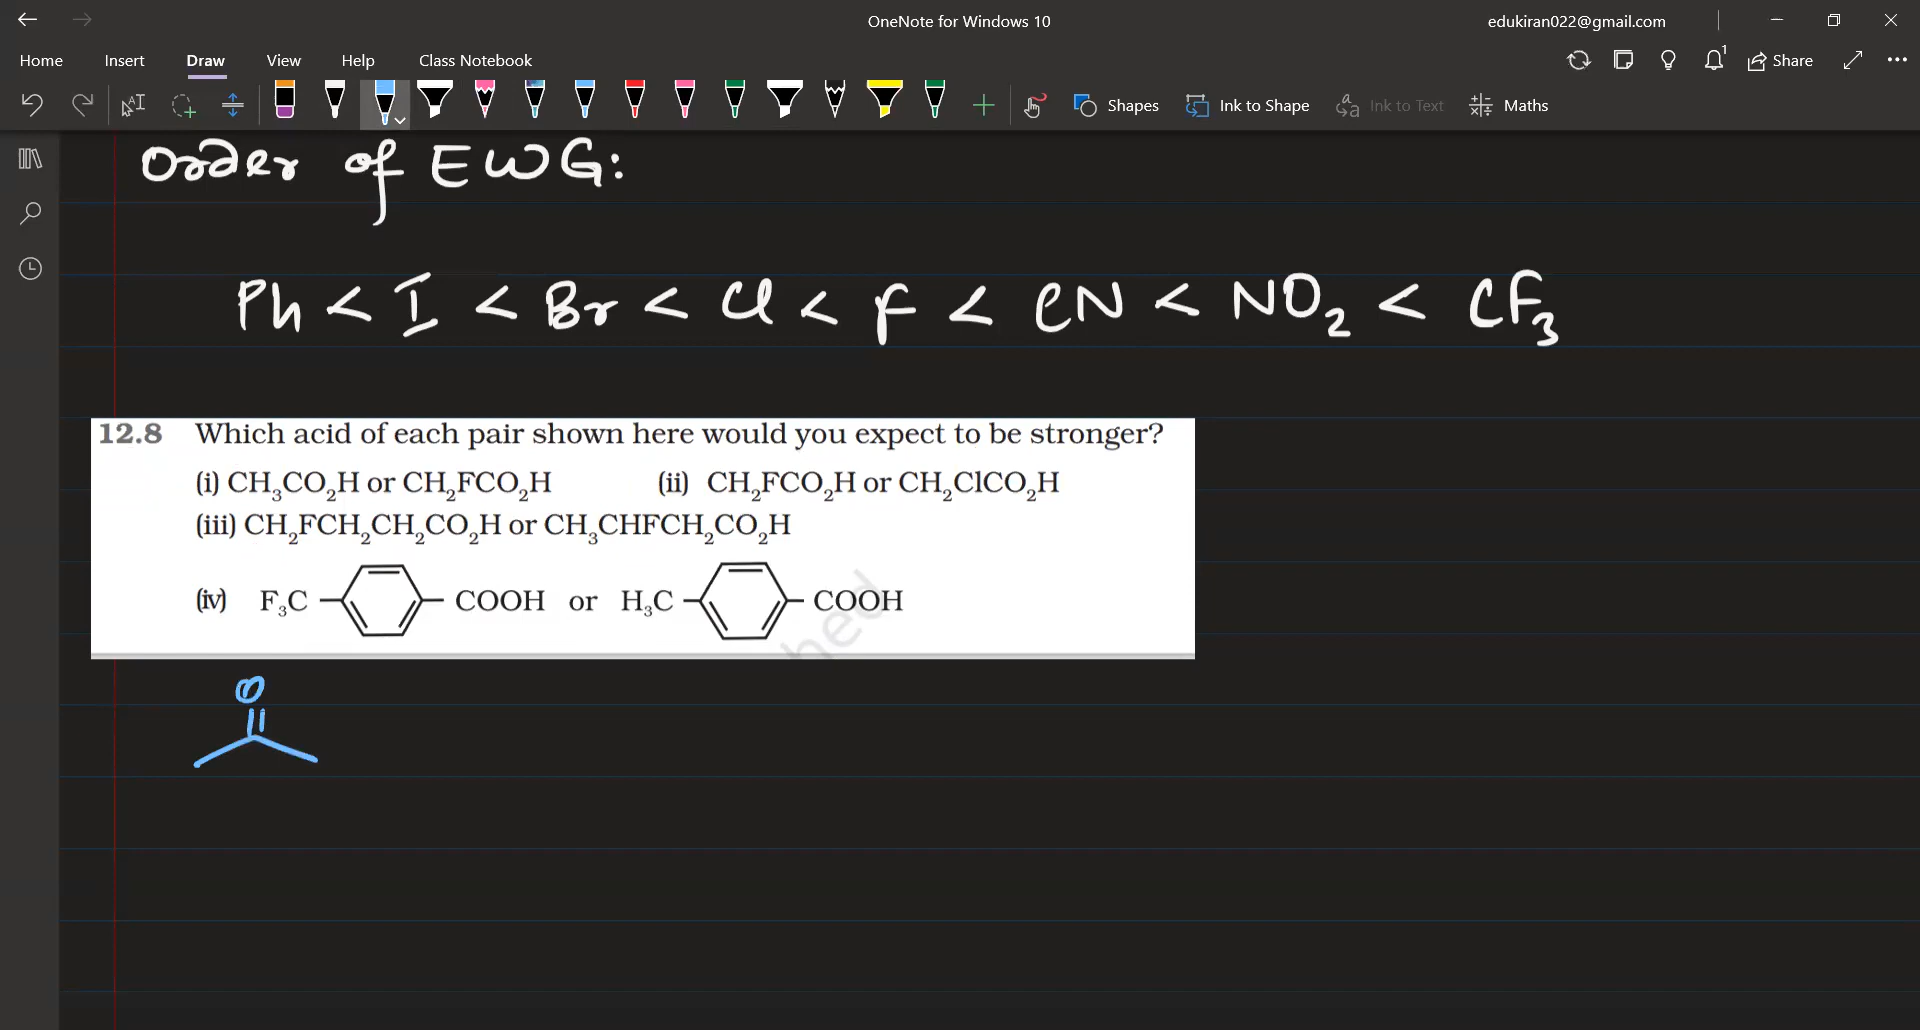 OneNote for Windows 10
edukiran022@gmail.com
Home Insert Draw View Help Class Notebook
1 Share
Shapes Ink to Shape Ink to Text Maths
Order of EWG:
Ph < I < Br < Cl < F < CN < NO₂ < CF₃
12.8 Which acid of each pair shown here would you expect to be stronger?
(i) CH₃CO₂H or CH₂FCO₂H (ii) CH₂FCO₂H or CH₂ClCO₂H
(iii) CH₂FCH₂CH₂CO₂H or CH₃CHFCH₂CO₂H
(iv) F₃C COOH or H₃C COOH
hed
O